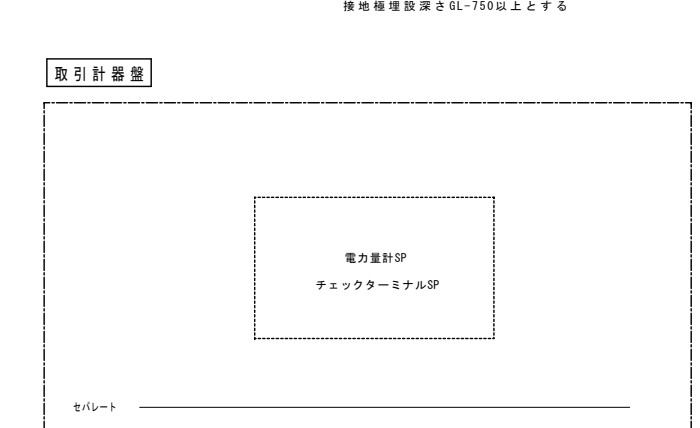 接地極埋設深さGL-750以上とする
取引計器盤
電力量計SP
チェックターミナルSP
セパレート